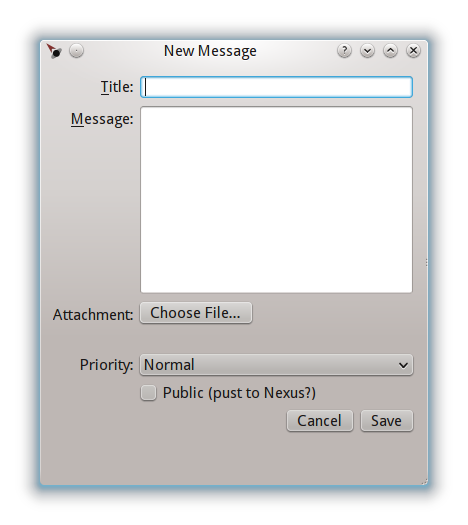 New Message
Title:
Message:
Attachment: Choose File...
Priority: Normal
Public (pust to Nexus?)
Cancel Save